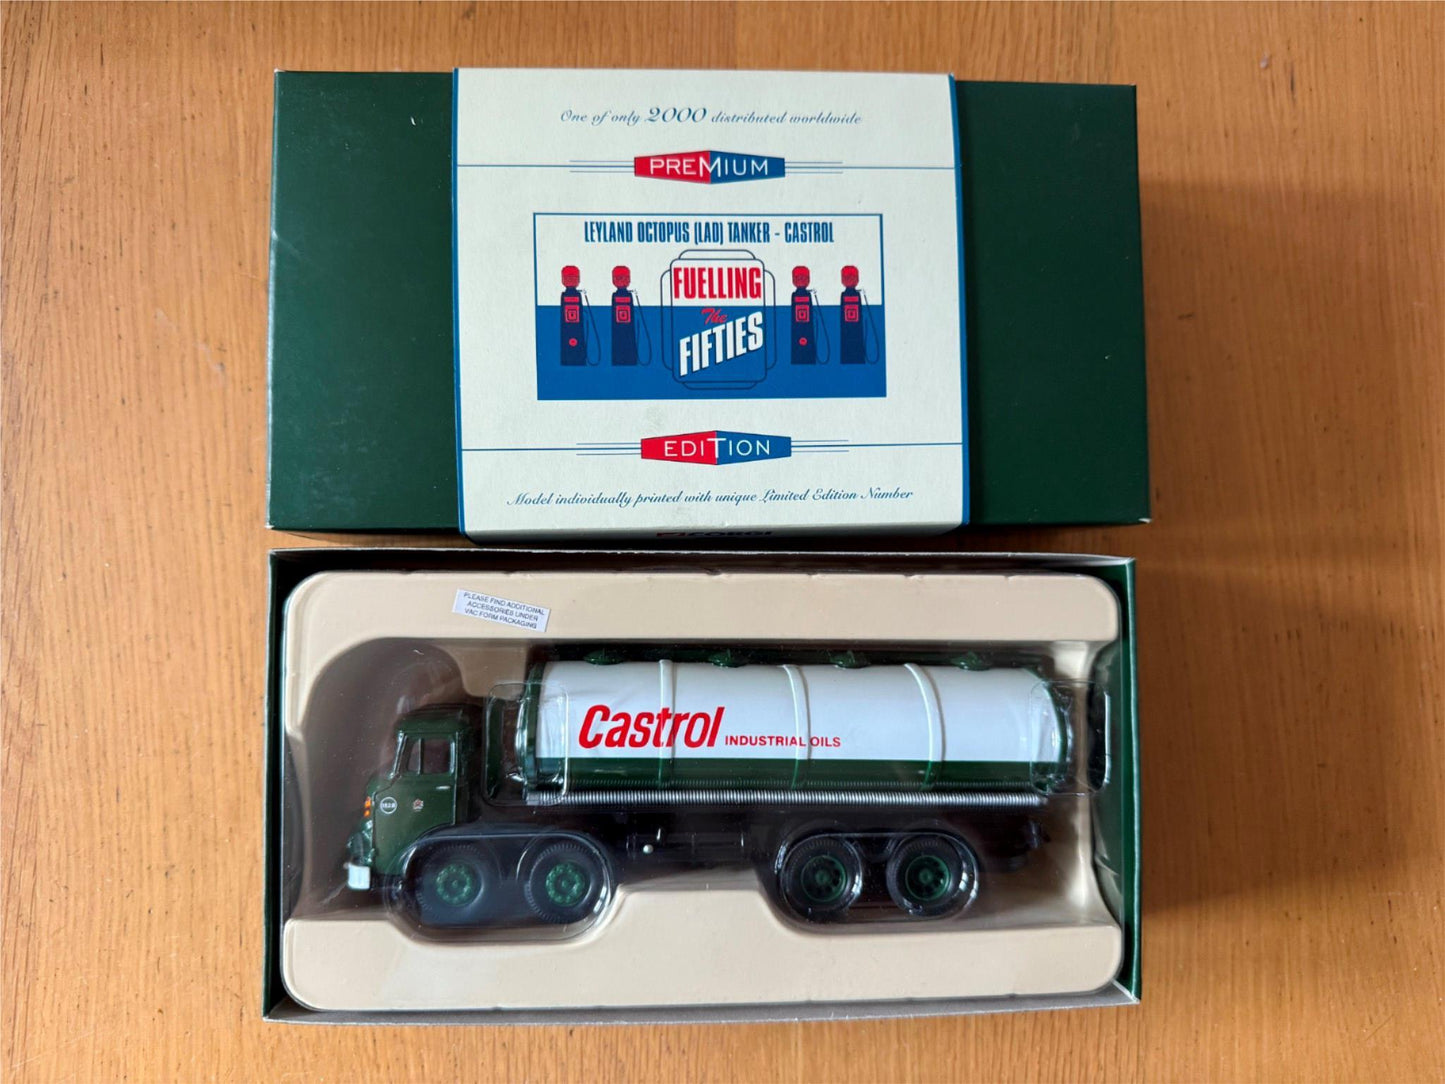 One of only 2000 distributed worldwide
PREMIUM
LEYLAND OCTOPUS (LAD) TANKER - CASTROL
FUELLING
The
FIFTIES
EDITION
Model individually printed with unique Limited Edition Number
CORGI
PLEASE FIND ADDITIONAL
ACCESSORIES UNDER
VAC FORM PACKAGING
Castrol INDUSTRIAL OILS